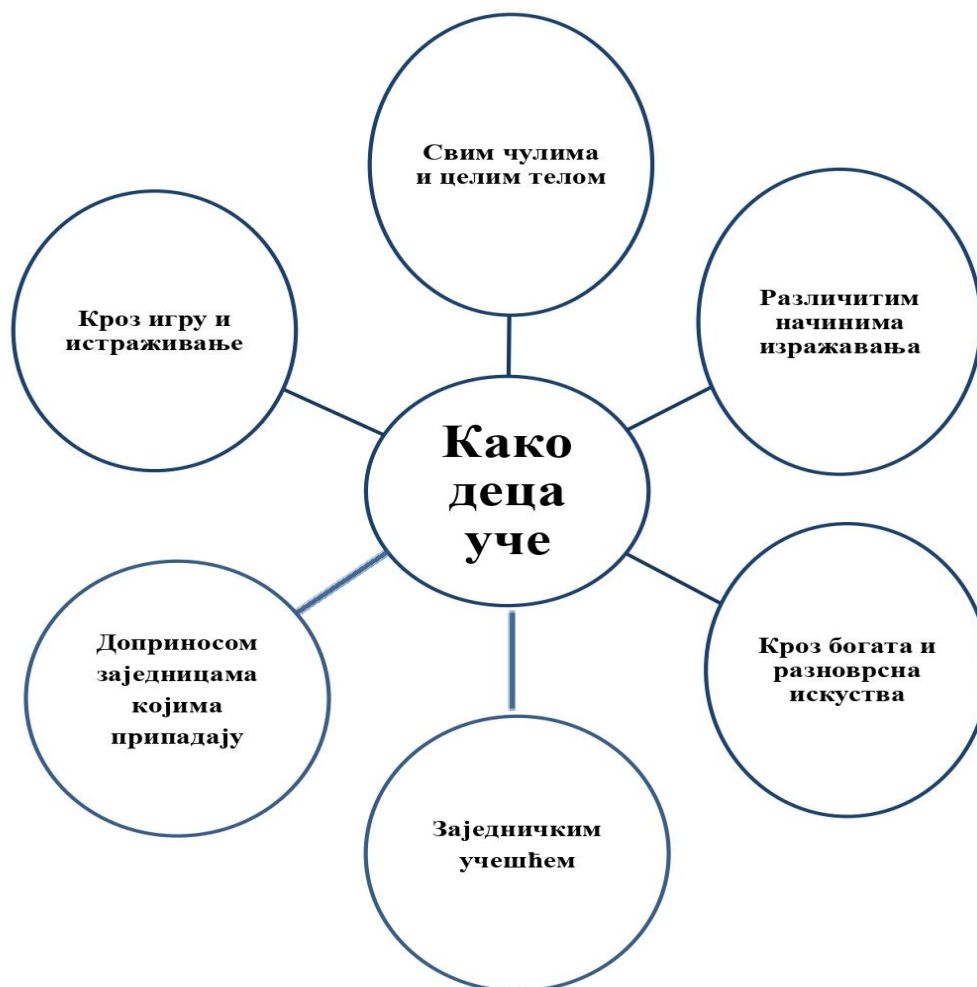 Свим чулима
и целим телом
Различитим
начинима
изражавања
Кроз игру и
истраживање
Како
деца
уче
Кроз богата и
разноврсна
искуства
Доприносом
заједницама
којима
припадају
Заједничким
учешћем